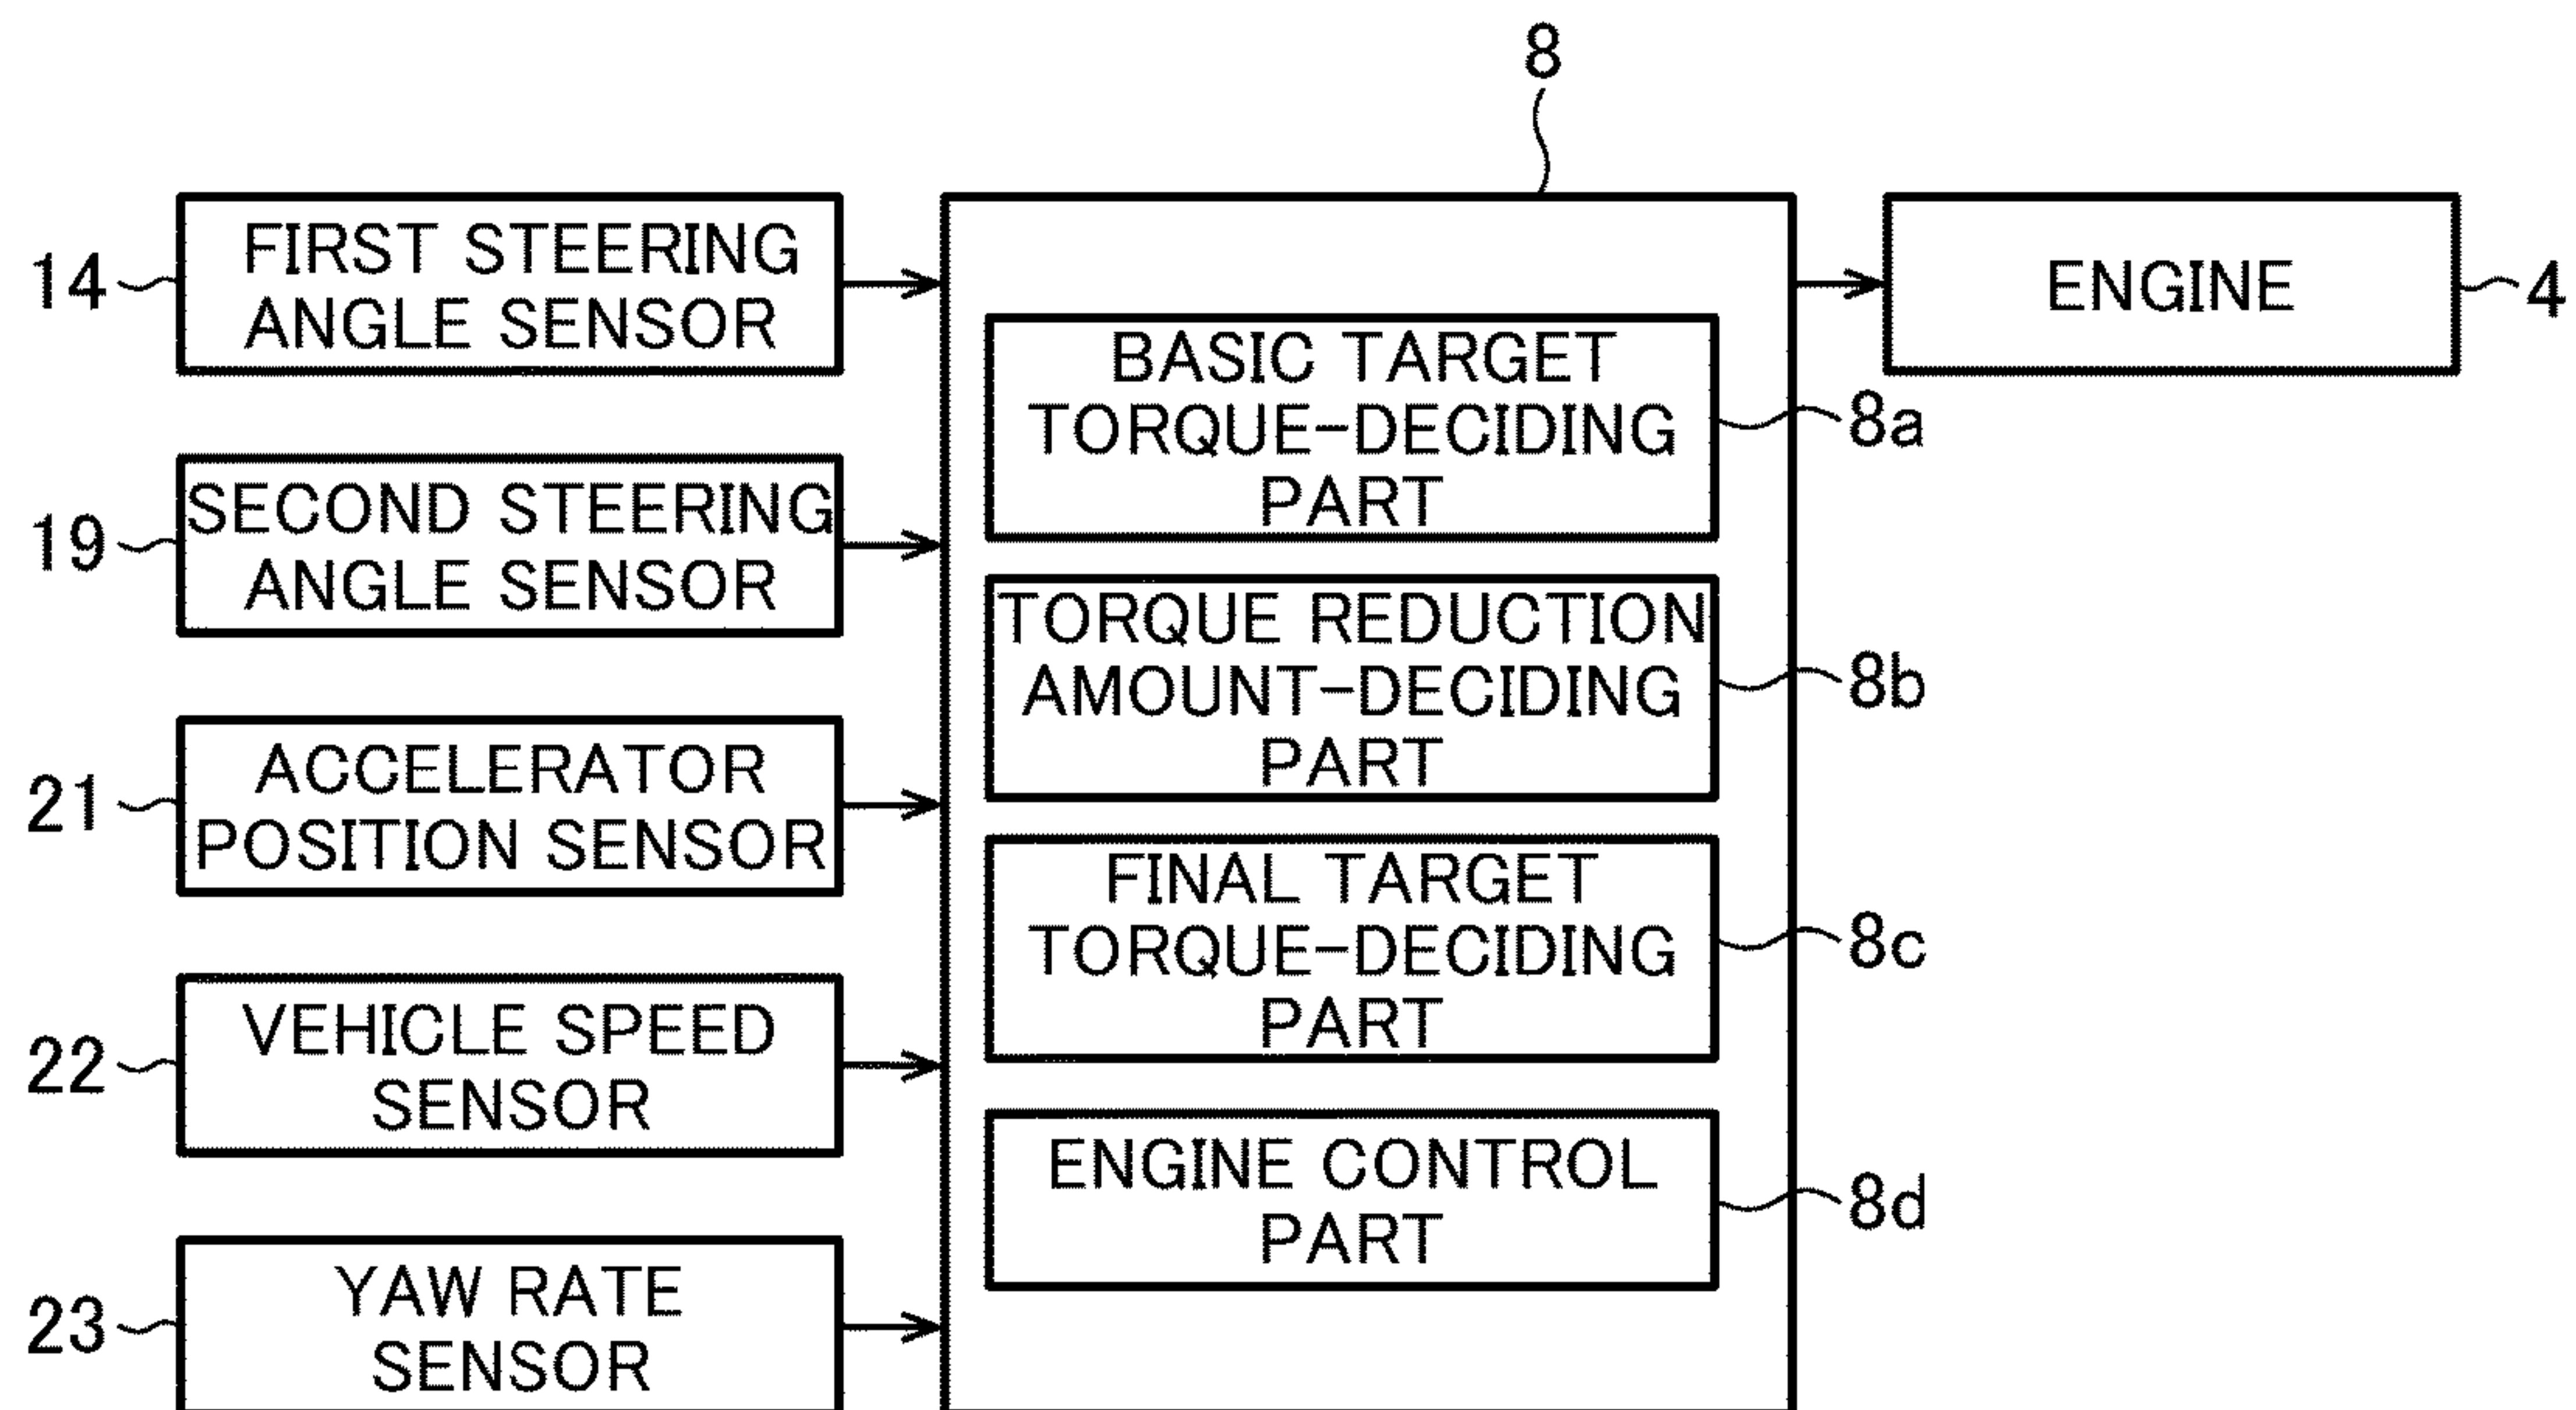 8
14
FIRST STEERING
ANGLE SENSOR
19
SECOND STEERING
ANGLE SENSOR
21
ACCELERATOR
POSITION SENSOR
22
VEHICLE SPEED
SENSOR
23
YAW RATE
SENSOR
BASIC TARGET
TORQUE-DECIDING
PART
8a
TORQUE REDUCTION
AMOUNT-DECIDING
PART
8b
FINAL TARGET
TORQUE-DECIDING
PART
8c
ENGINE CONTROL
PART
8d
ENGINE
4